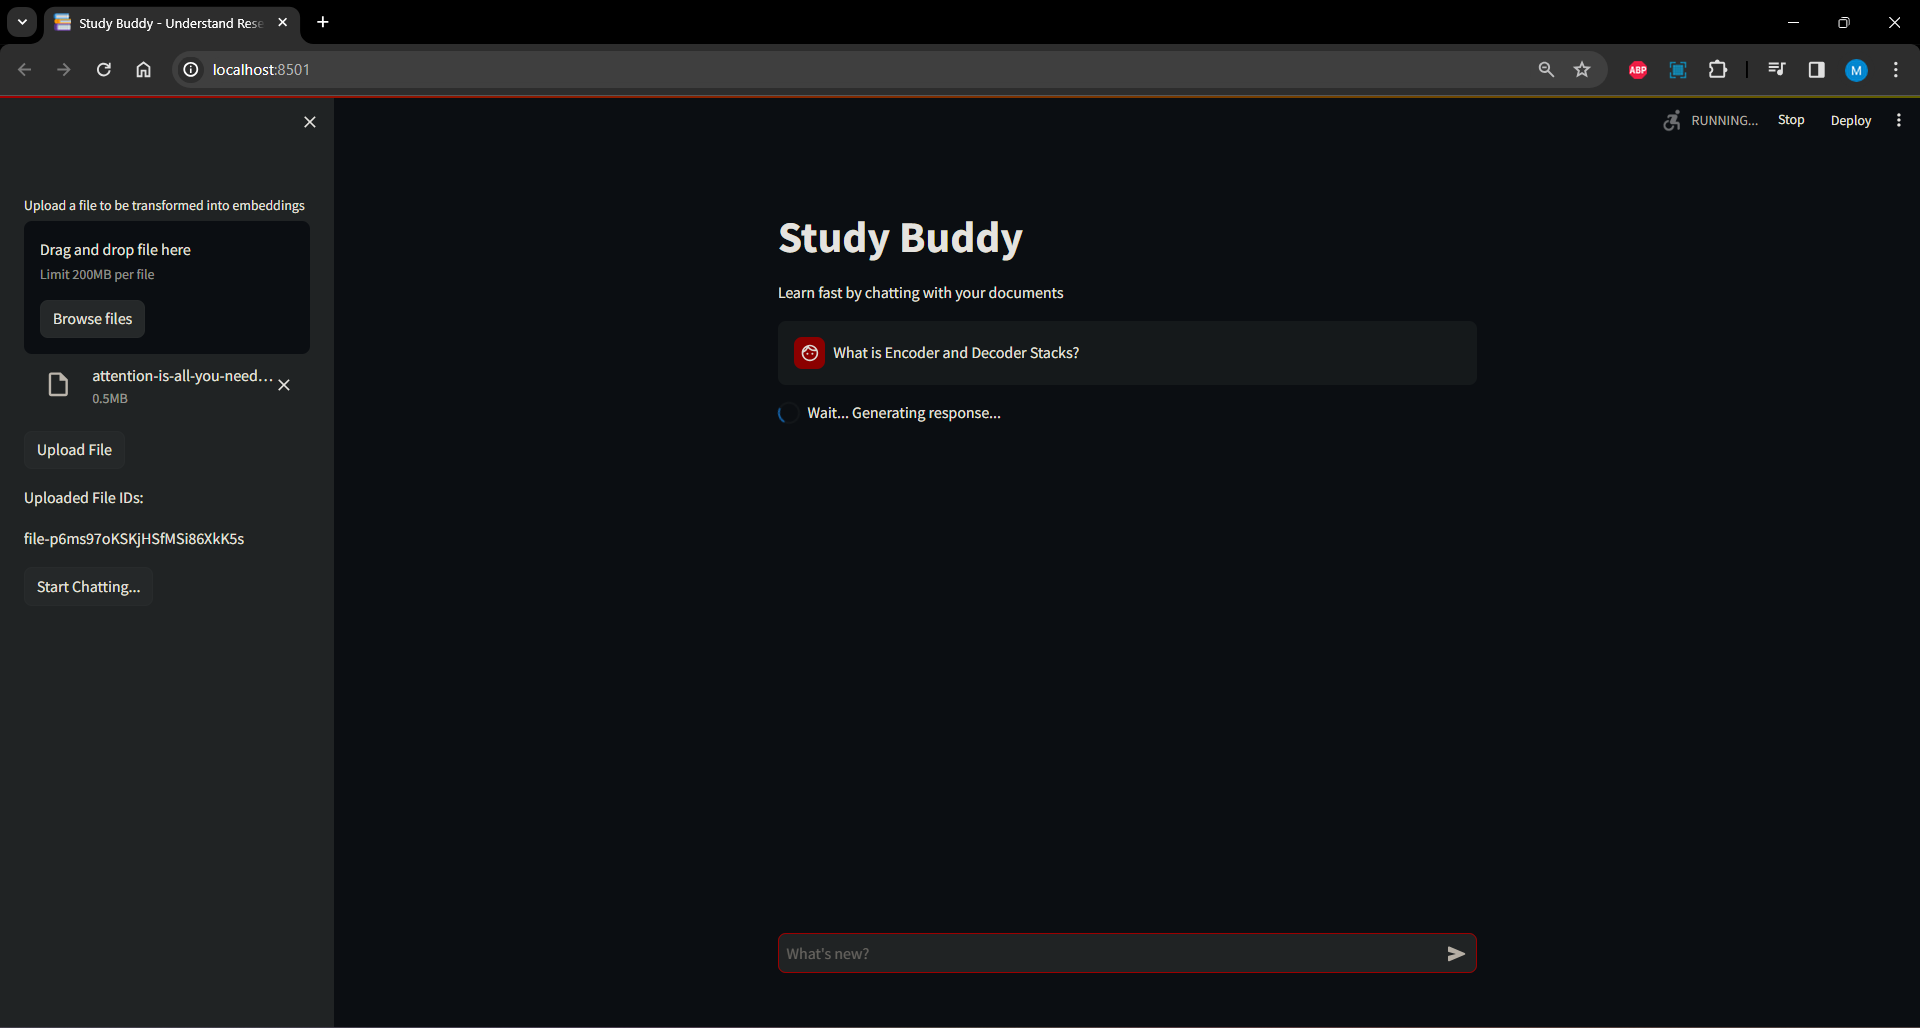 Study Buddy - Understand Rese
localhost:8501
ABP
M
RUNNING...
Stop
Deploy
Upload a file to be transformed into embeddings
Drag and drop file here
Limit 200MB per file
Browse files
attention-is-all-you-need...
0.5MB
Upload File
Uploaded File IDs:
file-p6ms97oKSKjHSfMSi86XkK5s
Start Chatting...
Study Buddy
Learn fast by chatting with your documents
What is Encoder and Decoder Stacks?
Wait... Generating response...
What's new?